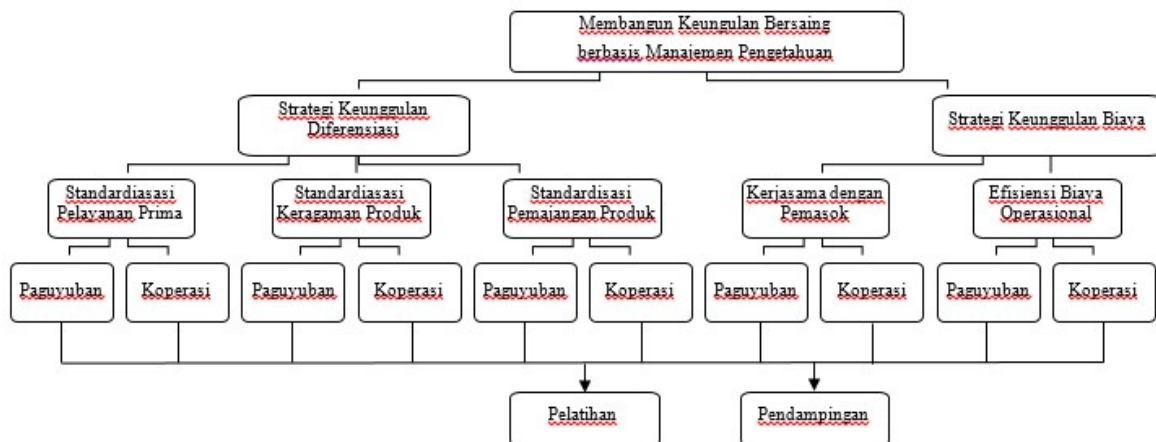 Membangun Keungulan Bersaing
berbasis Manajemen Pengetahuan
Strategi Keunggulan
Diferensiasi
Strategi Keunggulan Biaya
Standardiasasi
Pelayanan Prima
Standardiasasi
Keragaman Produk
Standardisasi
Pemajangan Produk
Kerjasama dengan
Pemasok
Efisiensi Biaya
Operasional
Paguyuban
Koperasi
Paguyuban
Koperasi
Paguyuban
Koperasi
Paguyuban
Koperasi
Paguyuban
Koperasi
Pelatihan
Pendampingan